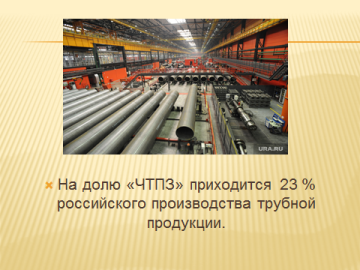 URA.RU
На долю «ЧТПЗ» приходится 23 %
российского производства трубной
продукции.